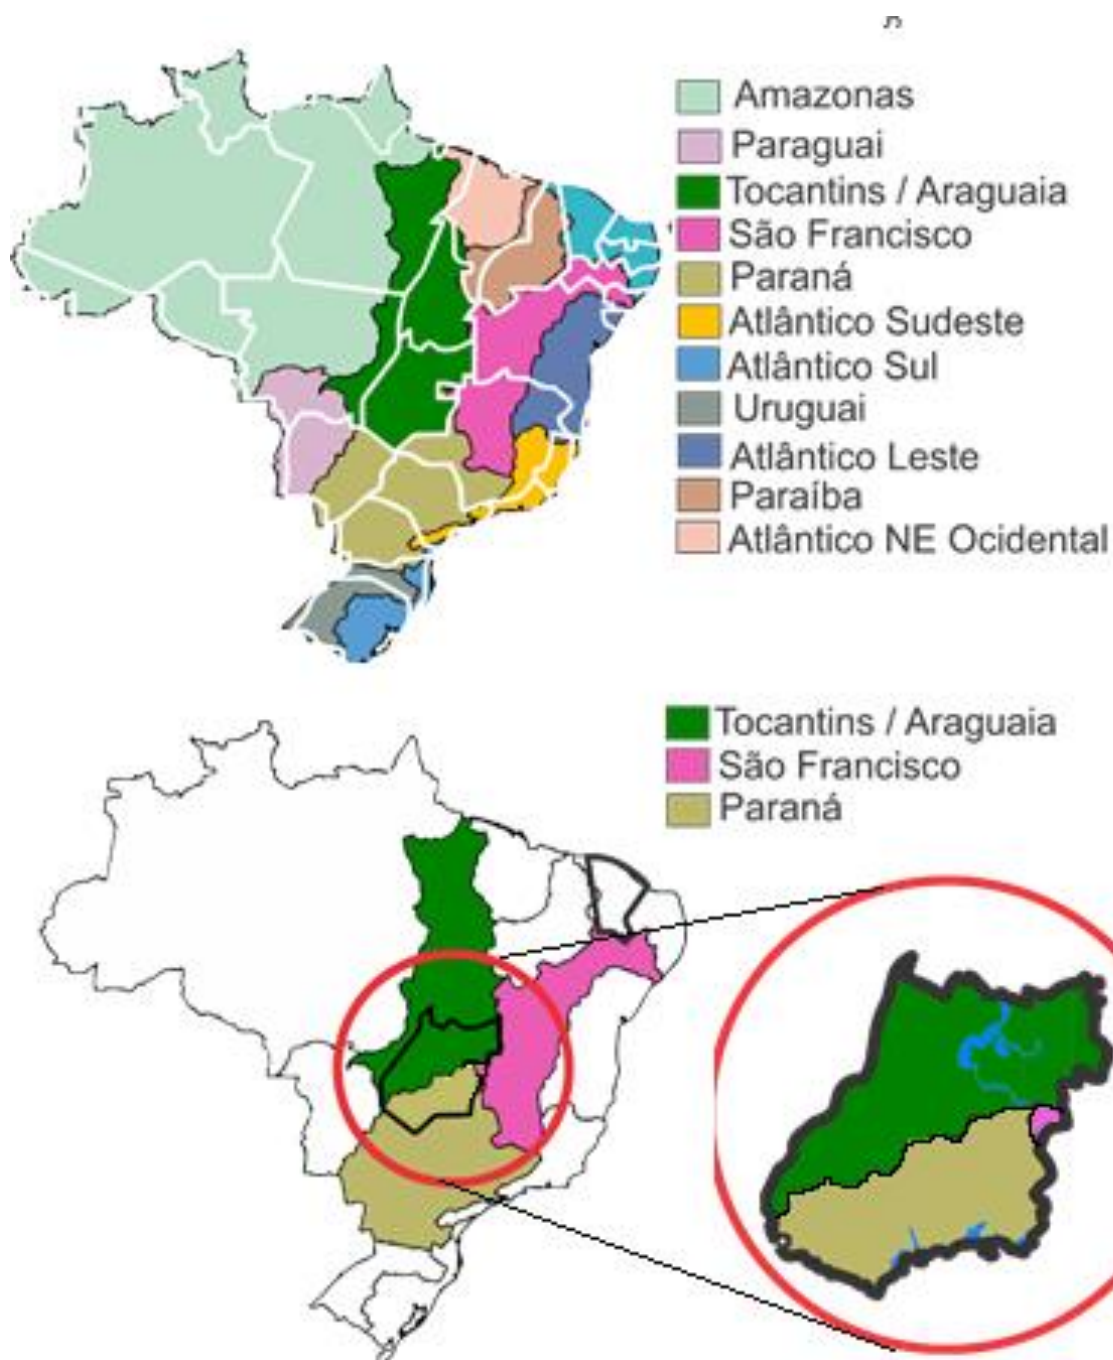 Amazonas
Paraguai
Tocantins / Araguaia
São Francisco
Paraná
Atlântico Sudeste
Atlântico Sul
Uruguai
Atlântico Leste
Paraíba
Atlântico NE Ocidental
Tocantins / Araguaia
São Francisco
Paraná